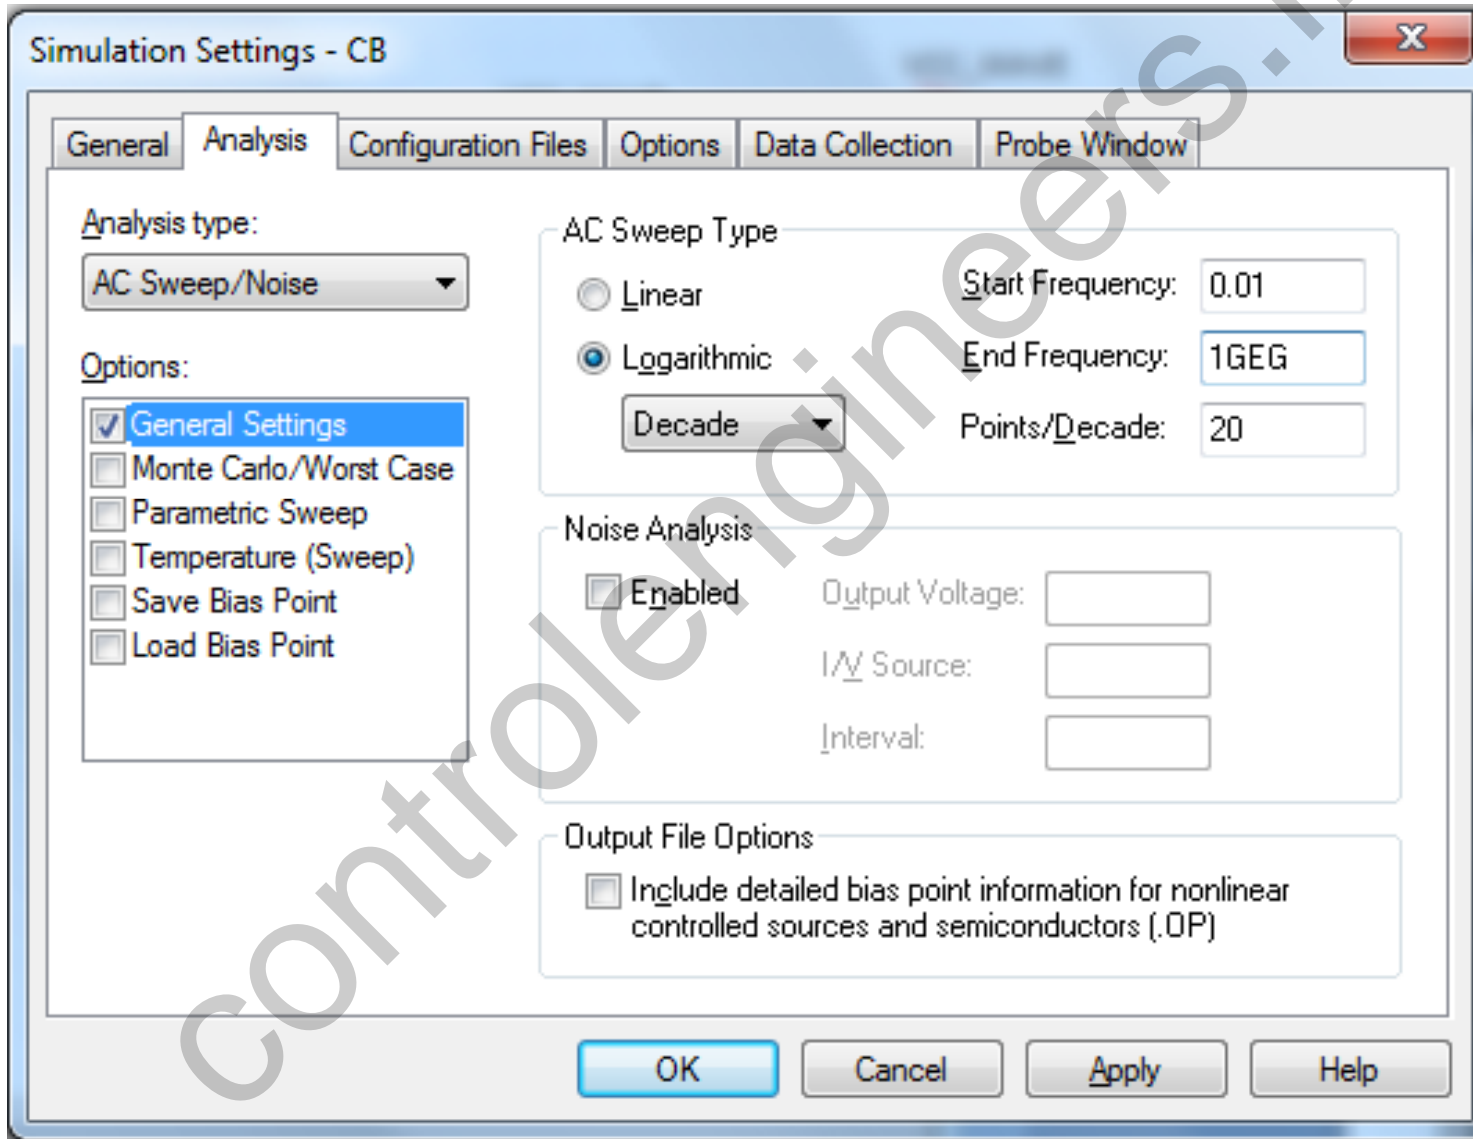 Simulation Settings - CB
General
Analysis
Configuration Files
Options
Data Collection
Probe Window
Analysis type:
AC Sweep/Noise
Options:
General Settings
Monte Carlo/Worst Case
Parametric Sweep
Temperature (Sweep)
Save Bias Point
Load Bias Point
AC Sweep Type
Linear
Logarithmic
Decade
Start Frequency: 0.01
End Frequency: 1GEG
Points/Decade: 20
Noise Analysis
Enabled
Output Voltage:
I/V Source:
Interval:
Output File Options
Include detailed bias point information for nonlinear
controlled sources and semiconductors (.OP)
OK
Cancel
Apply
Help